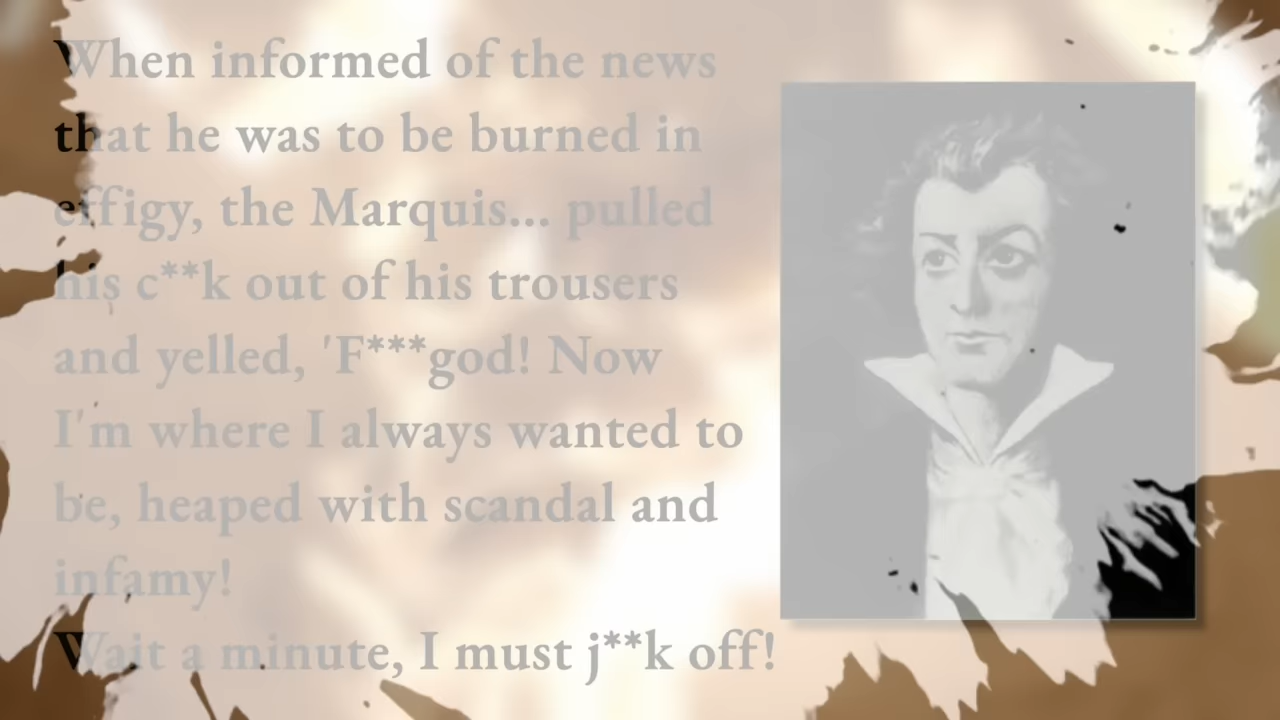 When informed of the news
that he was to be burned in
effigy, the Marquis... pulled
his c**k out of his trousers
and yelled, 'F***god! Now
I'm where I always wanted to
be, heaped with scandal and
infamy!
Wait a minute, I must j**k off!